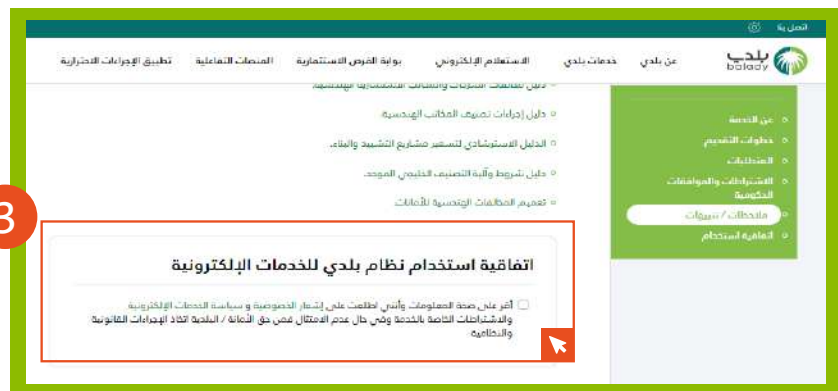 اتصل بنا
بلدي
balady
عن بلدي
خدمات بلدي
الاستعلام الإلكتروني
بوابة الفرص الاستثمارية
المنصات التفاعلية
تطبيق الإجراءات الاحترازية
عن الخدمة
خطوات التقديم
المتطلبات
الاشتراطات والموافقات
الحكومية
ملاحظات / تنبيهات
اتفاقية استخدام
دليل إجراءات تصنيف المكاتب الهندسية.
الدليل الاسترشادي لتسعير مشاريع التشييد والبناء.
دليل شروط وآلية التصنيف الخليجي الموحد.
تعميم المخالفات الهندسية للأمانات
3
اتفاقية استخدام نظام بلدي للخدمات الإلكترونية
أقر على صحة المعلومات وأنني اطلعت على إشعار الخصوصية و سياسة الخدمات الإلكترونية
والاشتراطات الخاصة بالخدمة وفي حال عدم الامتثال فمن حق الأمانة / البلدية اتخاذ الإجراءات القانونية
والنظامية